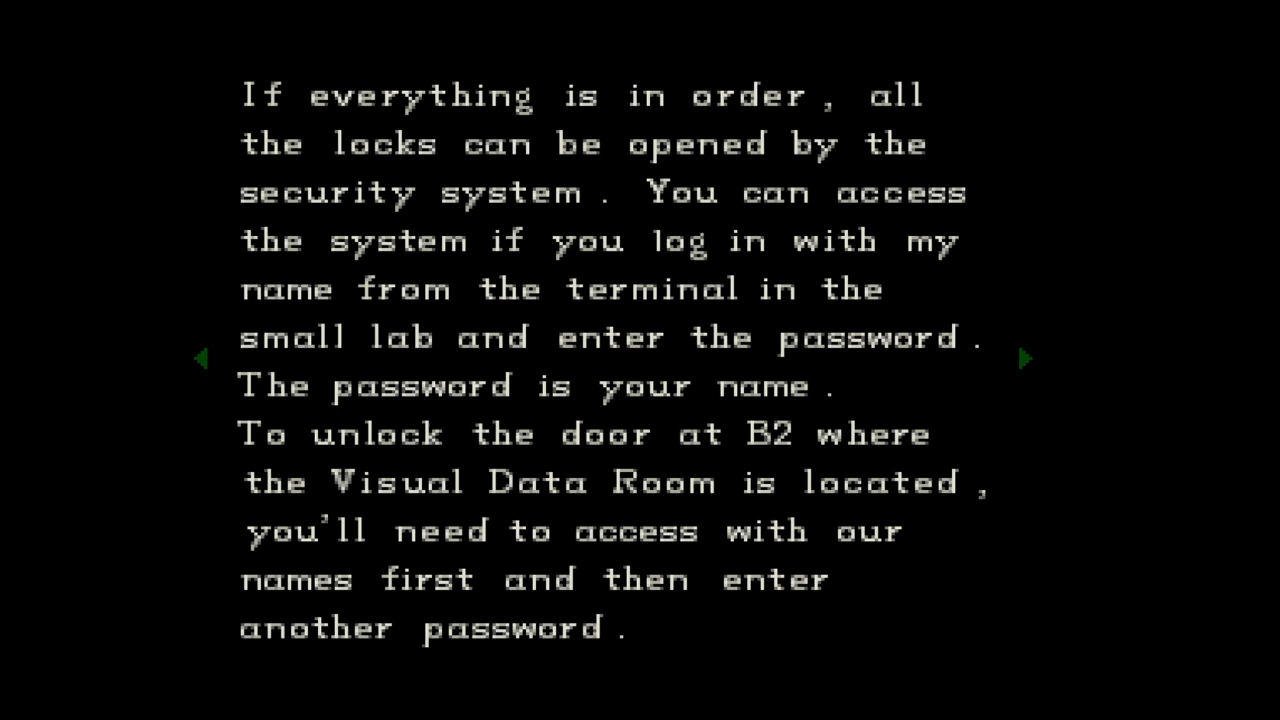 If everything is in order, all
the locks can be opened by the
security system. You can access
the system if you log in with my
name from the terminal in the
small lab and enter the password.
The password is your name.
To unlock the door at B2 where
the Visual Data Room is located,
you'll need to access with our
names first and then enter
another password.